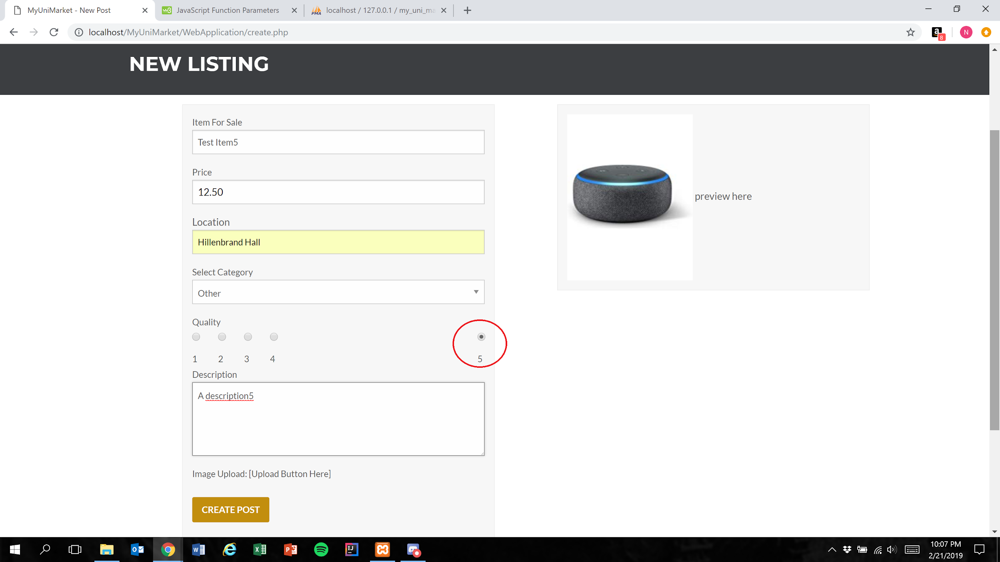 MyUniMarket - New Post
JavaScript Function Parameters
localhost / 127.0.0.1 / my_uni_ma
localhost/MyUniMarket/WebApplication/create.php
8
N
NEW LISTING
Item For Sale
Test Item5
Price
12.50
Location
Hillenbrand Hall
Select Category
Other
Quality
1 2 3 4 5
Description
A description5
Image Upload: [Upload Button Here]
CREATE POST
preview here
10:07 PM
2/21/2019